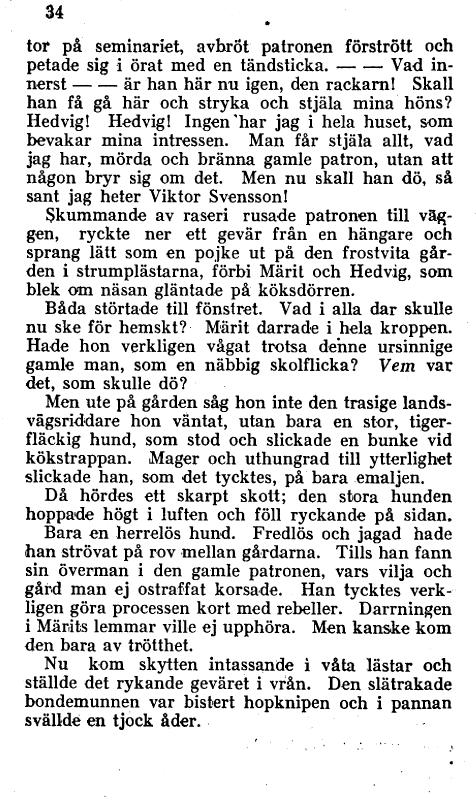 34
tor på seminariet, avbröt patronen förstrött och
petade sig i örat med en tändsticka. — — Vad in-
nerst — — är han här nu igen, den rackarn! Skall
han få gå här och stryka och stjäla mina höns?
Hedvig! Hedvig! Ingen har jag i hela huset, som
bevakar mina intressen. Man får stjäla allt, vad
jag har, mörda och bränna gamle patron, utan att
någon bryr sig om det. Men nu skall han dö, så
sant jag heter Viktor Svensson!
Skummande av raseri rusade patronen till väg-
gen, ryckte ner ett gevär från en hängare och
sprang lätt som en pojke ut på den frostvita går-
den i strumplästarna, förbi Märit och Hedvig, som
blek om näsan gläntade på köksdörren.
Båda störtade till fönstret. Vad i alla dar skulle
nu ske för hemskt? Märit darrade i hela kroppen.
Hade hon verkligen vågat trotsa denne ursinnige
gamle man, som en näbbig skolflicka? Vem var
det, som skulle dö?
Men ute på gården såg hon inte den trasige lands-
vägsriddare hon väntat, utan bara en stor, tiger-
fläckig hund, som stod och slickade en bunke vid
kökstrappan. Mager och uthungrad till ytterlighet
slickade han, som det tycktes, på bara emaljen.
Då hördes ett skarpt skott; den stora hunden
hoppade högt i luften och föll ryckande på sidan.
Bara en herrelös hund. Fredlös och jagad hade
han strövat på rov mellan gårdarna. Tills han fann
sin överman i den gamle patronen, vars vilja och
gård man ej ostraffat korsade. Han tycktes verk-
ligen göra processen kort med rebeller. Darrningen
i Märits lemmar ville ej upphöra. Men kanske kom
den bara av trötthet.
Nu kom skytten intassande i våta lästar och
ställde det rykande geväret i vrån. Den slätrakade
bondemunnen var bistert hopknipen och i pannan
svällde en tjock åder.